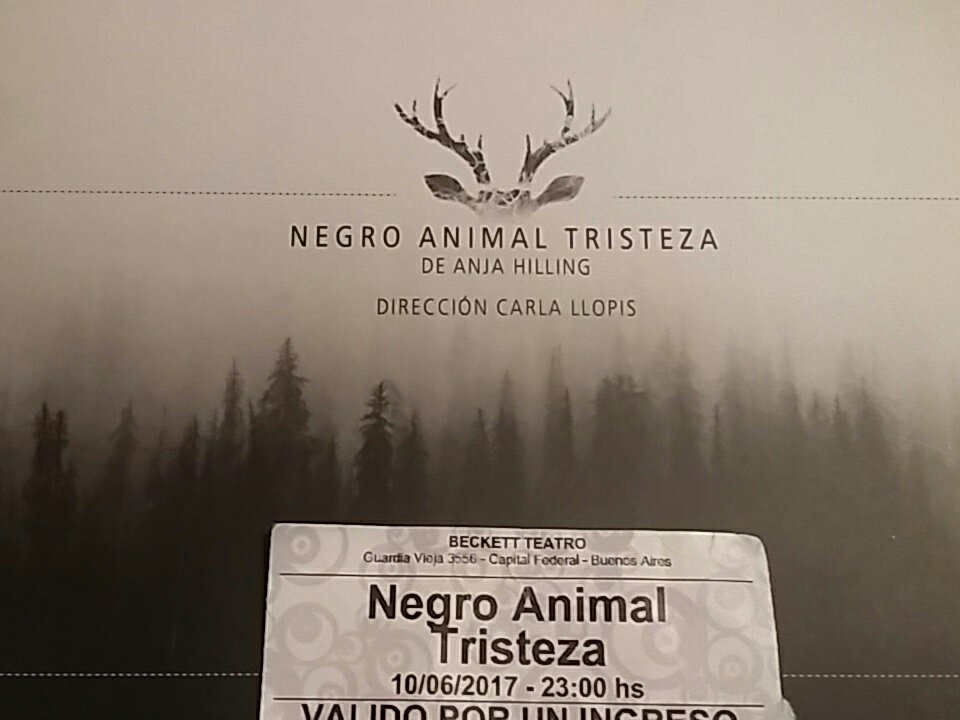 NEGRO ANIMAL TRISTEZA
DE ANJA HILLING
DIRECCIÓN CARLA LLOPIS
BECKETT TEATRO
Guardia Vieja 3556 - Capital Federal - Buenos Aires
Negro Animal
Tristeza
10/06/2017 - 23:00 hs
VALIDO POR UN INGRESO